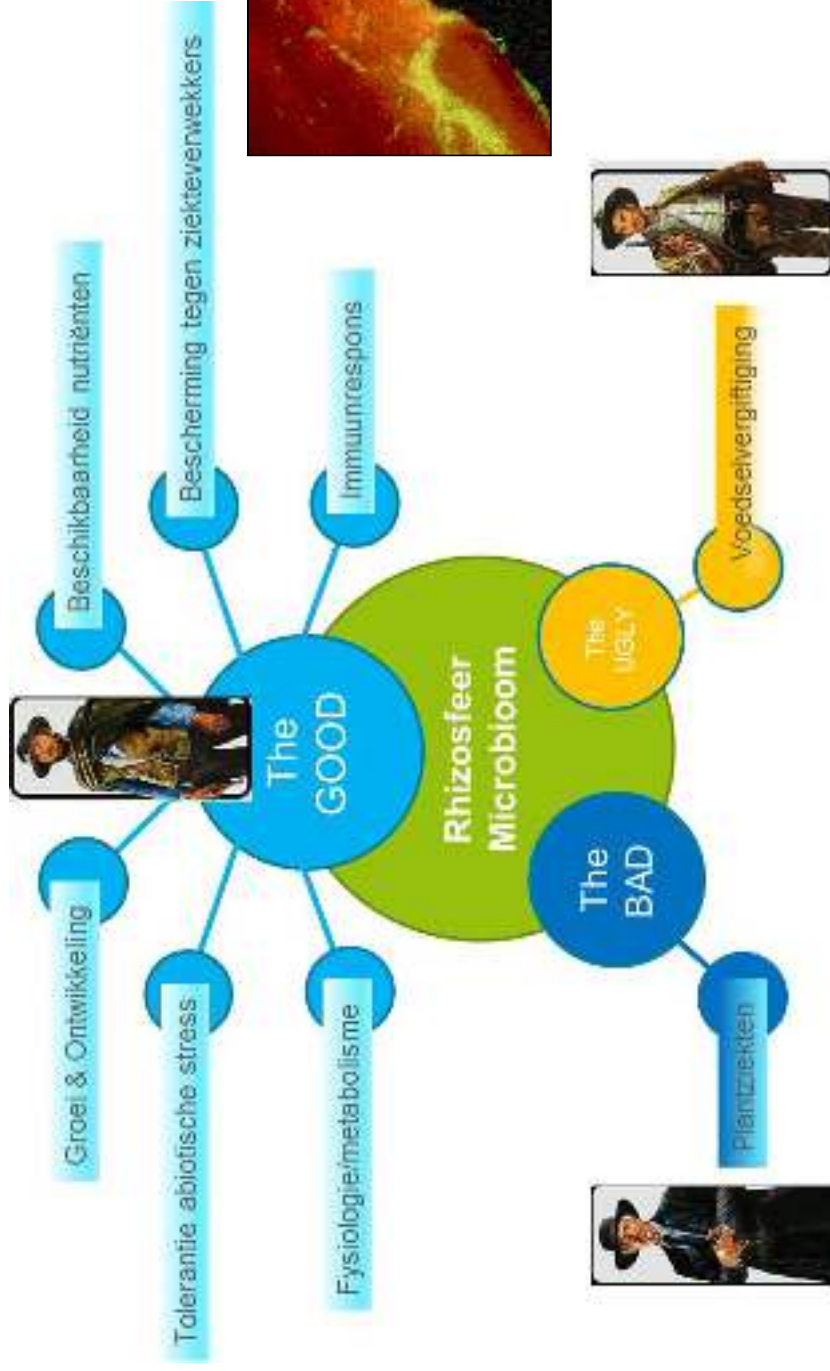 Groei & Ontwikkeling
Beschikbaarheid nutriënten
Tolerantie abiotische stress
Bescherming tegen ziekteverwekkers
The
GOOD
Fysiologie/metabolisme
Immuunrespons
Rhizosfeer
Microbioom
The
BAD
The
UGLY
Plantziekten
Voedselvergiftiging